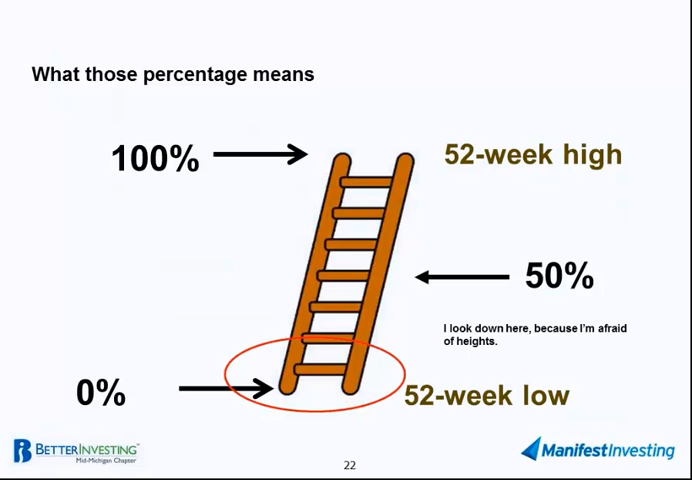 What those percentage means
100%
52-week high
50%
I look down here, because I'm afraid
of heights.
0%
52-week low
BETTERINVESTING™
Mid-Michigan Chapter
22
ManifestInvesting